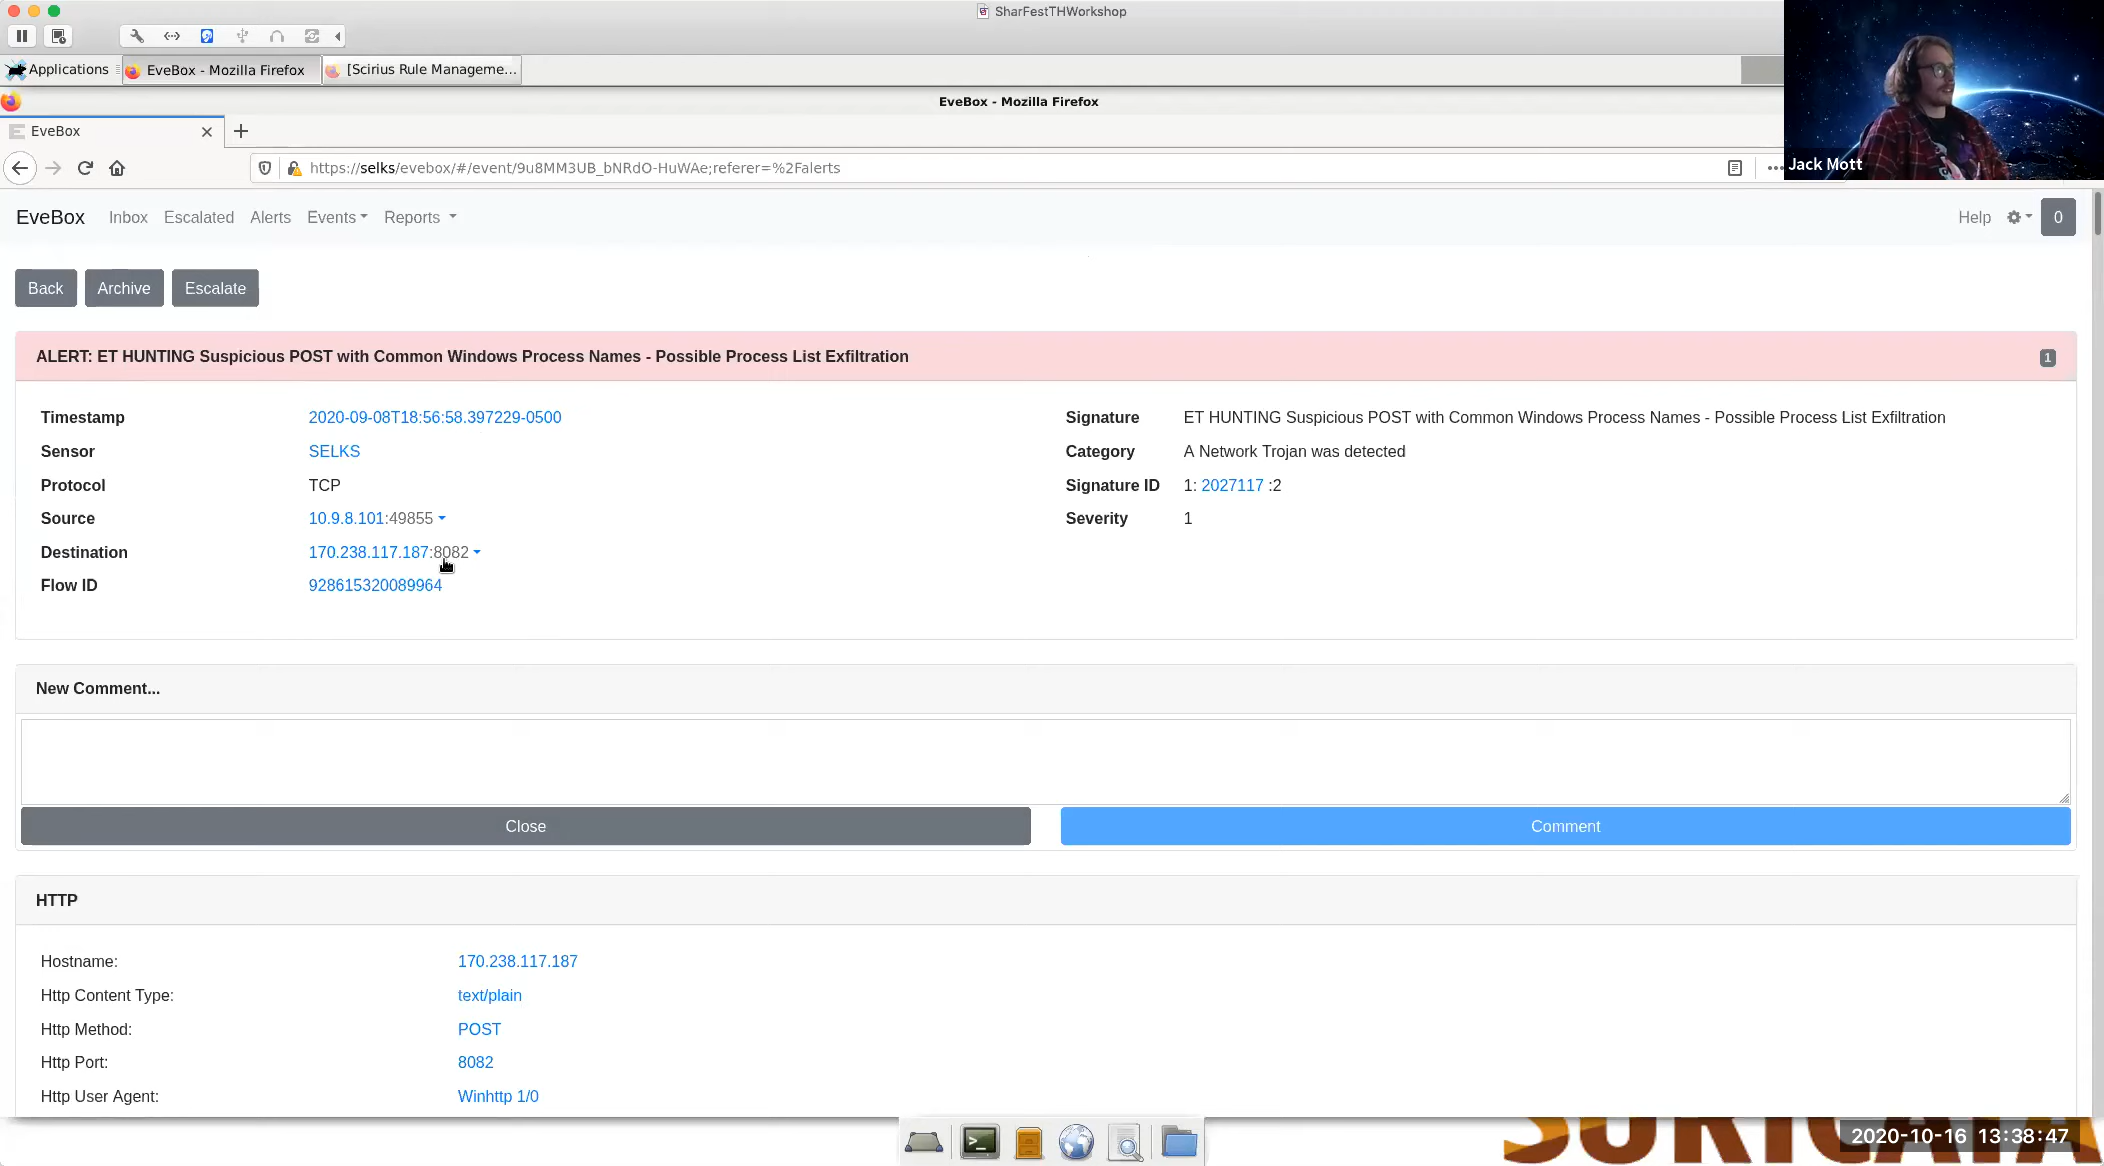 SharFestTHWorkshop
Applications
EveBox - Mozilla Firefox
[Scirius Rule Manageme...
EveBox - Mozilla Firefox
EveBox
https://selks/evebox/#/event/9u8MM3UB_bNRdO-HuWAe;referer=%2Falerts
Jack Mott
EveBox
Inbox
Escalated
Alerts
Events
Reports
Help
0
Back
Archive
Escalate
ALERT: ET HUNTING Suspicious POST with Common Windows Process Names - Possible Process List Exfiltration
1
Timestamp 2020-09-08T18:56:58.397229-0500
Sensor SELKS
Protocol TCP
Source 10.9.8.101:49855
Destination 170.238.117.187:8082
Flow ID 928615320089964
Signature ET HUNTING Suspicious POST with Common Windows Process Names - Possible Process List Exfiltration
Category A Network Trojan was detected
Signature ID 1: 2027117 :2
Severity 1
New Comment...
Close
Comment
HTTP
Hostname: 170.238.117.187
Http Content Type: text/plain
Http Method: POST
Http Port: 8082
Http User Agent: Winhttp 1/0
SURICATA
2020-10-16 13:38:47